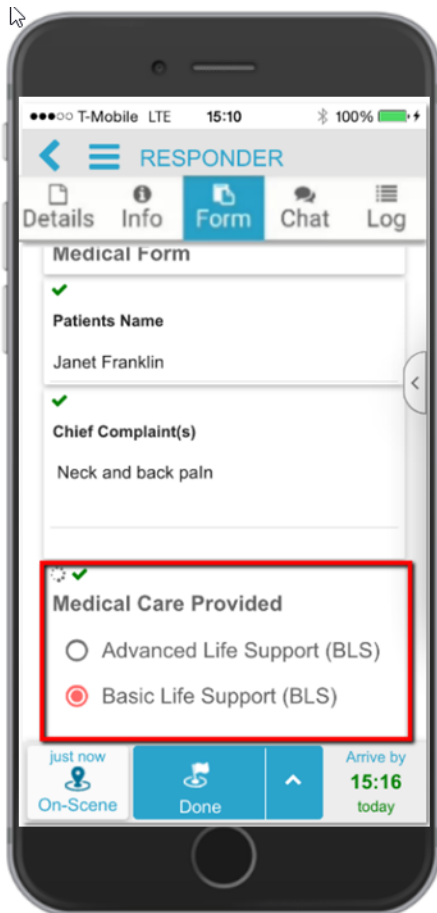 T-Mobile LTE 15:10 100%
RESPONDER
Details Info Form Chat Log
Medical Form
Patients Name
Janet Franklin
Chief Complaint(s)
Neck and back paln
Medical Care Provided
Advanced Life Support (BLS)
Basic Life Support (BLS)
just now
On-Scene
Done
Arrive by
15:16
today